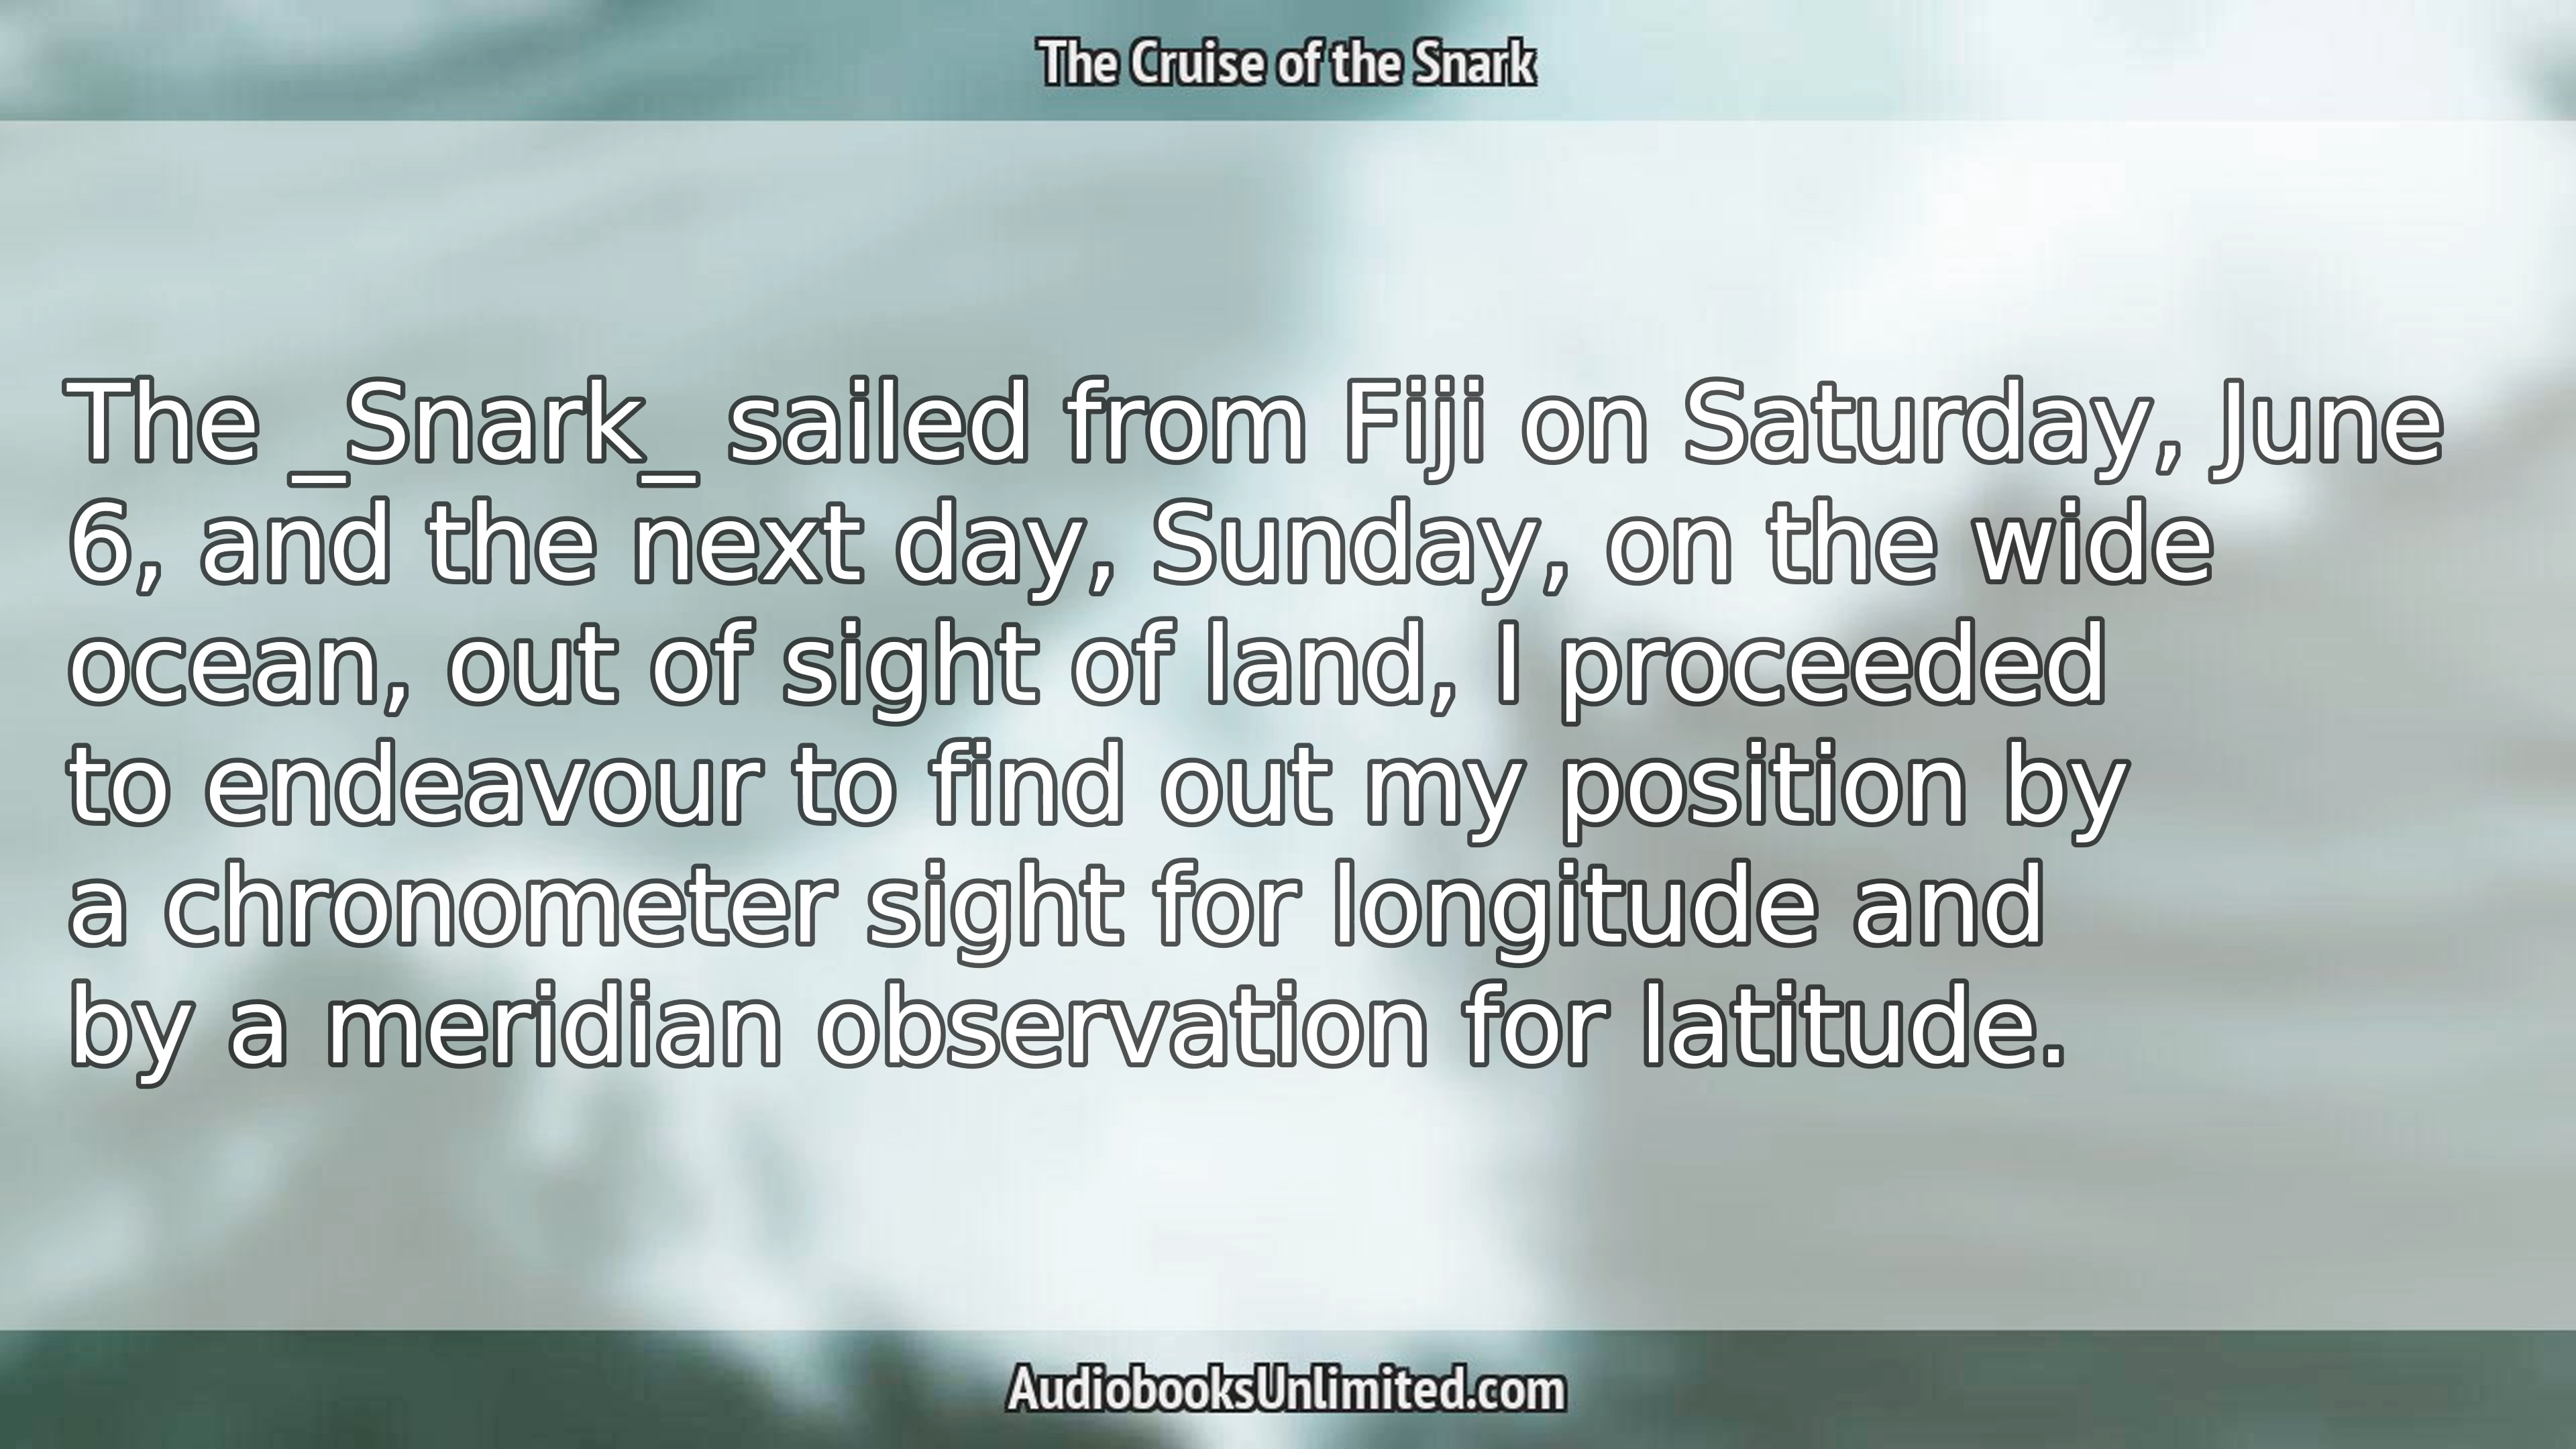 The Cruise of the Snark
The _Snark_ sailed from Fiji on Saturday, June
6, and the next day, Sunday, on the wide
ocean, out of sight of land, I proceeded
to endeavour to find out my position by
a chronometer sight for longitude and
by a meridian observation for latitude.
AudiobooksUnlimited.com